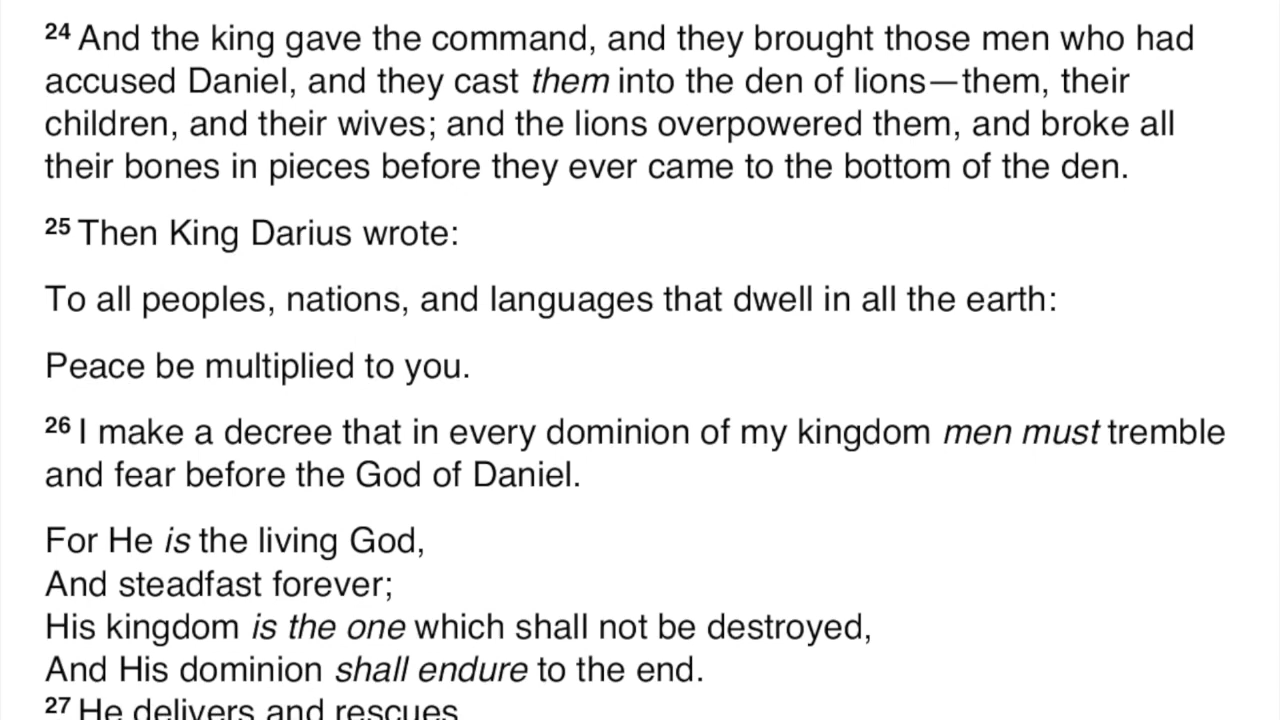 24 And the king gave the command, and they brought those men who had
accused Daniel, and they cast them into the den of lions—them, their
children, and their wives; and the lions overpowered them, and broke all
their bones in pieces before they ever came to the bottom of the den.
25 Then King Darius wrote:
To all peoples, nations, and languages that dwell in all the earth:
Peace be multiplied to you.
26 I make a decree that in every dominion of my kingdom men must tremble
and fear before the God of Daniel.
For He is the living God,
And steadfast forever;
His kingdom is the one which shall not be destroyed,
And His dominion shall endure to the end.
27 He delivers and rescues